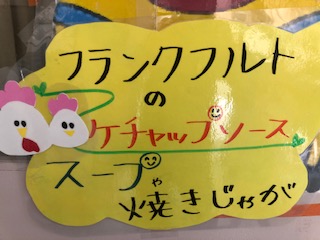 フランクフルト
の
ケチャップソース
スープや
焼きじゃが